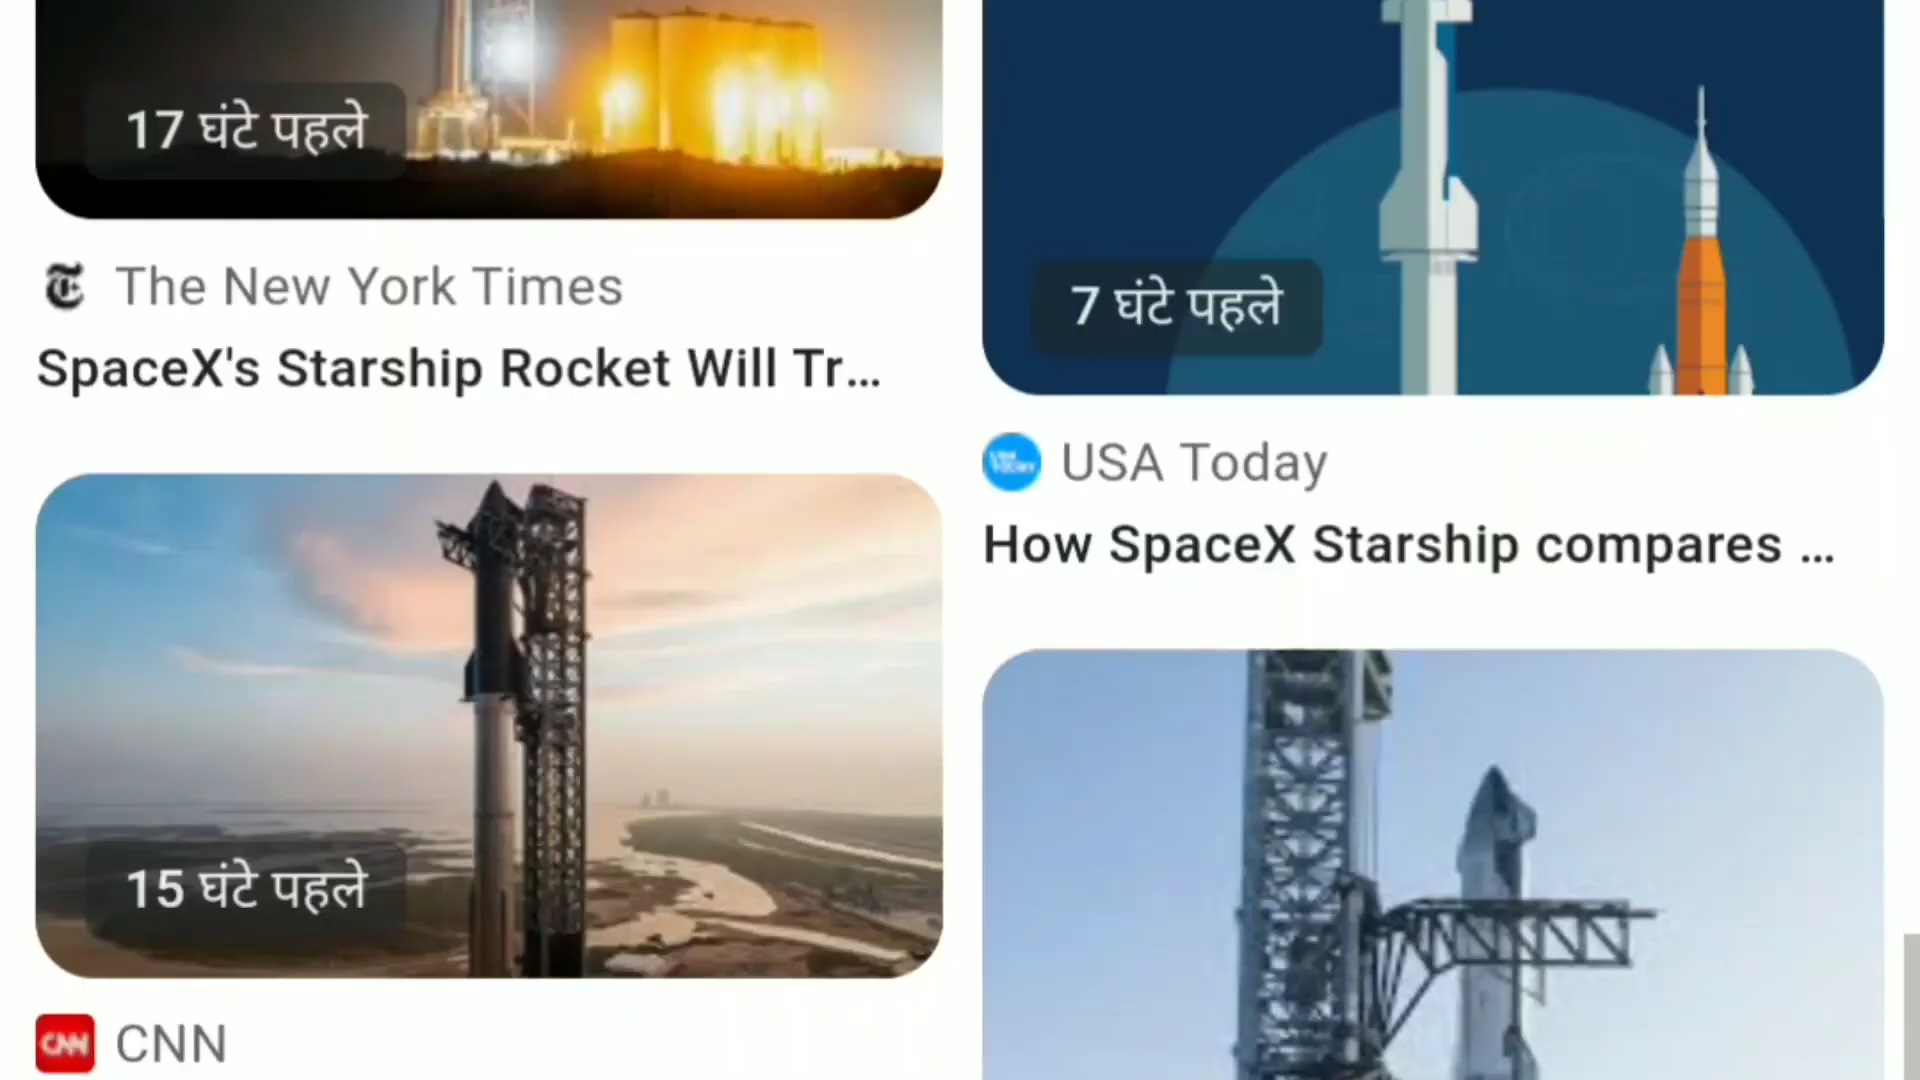 17 घंटे पहले
The New York Times
SpaceX's Starship Rocket Will Tr...
15 घंटे पहले
CNN
7 घंटे पहले
USA Today
How SpaceX Starship compares ...